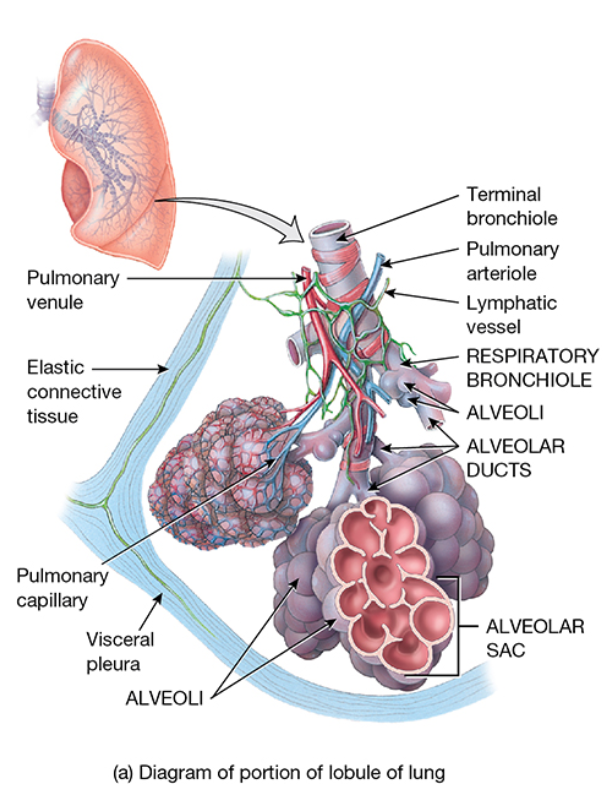 Terminal
bronchiole
Pulmonary
arteriole
Pulmonary
venule
Lymphatic
vessel
RESPIRATORY
BRONCHIOLE
Elastic
connective
tissue
ALVEOLI
ALVEOLAR
DUCTS
Pulmonary
capillary
Visceral
pleura
ALVEOLAR
SAC
ALVEOLI
(a) Diagram of portion of lobule of lung